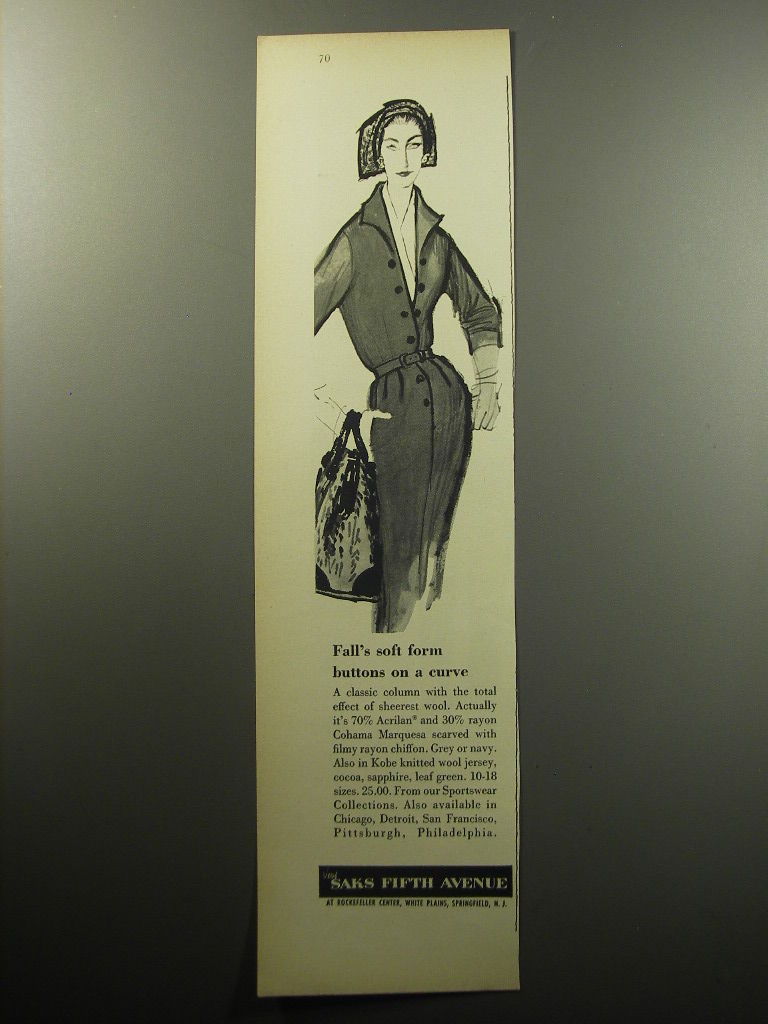 70
Fall's soft form
buttons on a curve
A classic column with the total
effect of sheerest wool. Actually
it's 70% Acrilan® and 30% rayon
Cohama Marquesa scarved with
filmy rayon chiffon. Grey or navy.
Also in Kobe knitted wool jersey,
cocoa, sapphire, leaf green. 10-18
sizes. 25.00. From our Sportswear
Collections. Also available in
Chicago, Detroit, San Francisco,
Pittsburgh, Philadelphia.
SAKS FIFTH AVENUE
AT ROCKEFELLER CENTER, WHITE PLAINS, SPRINGFIELD, N. J.